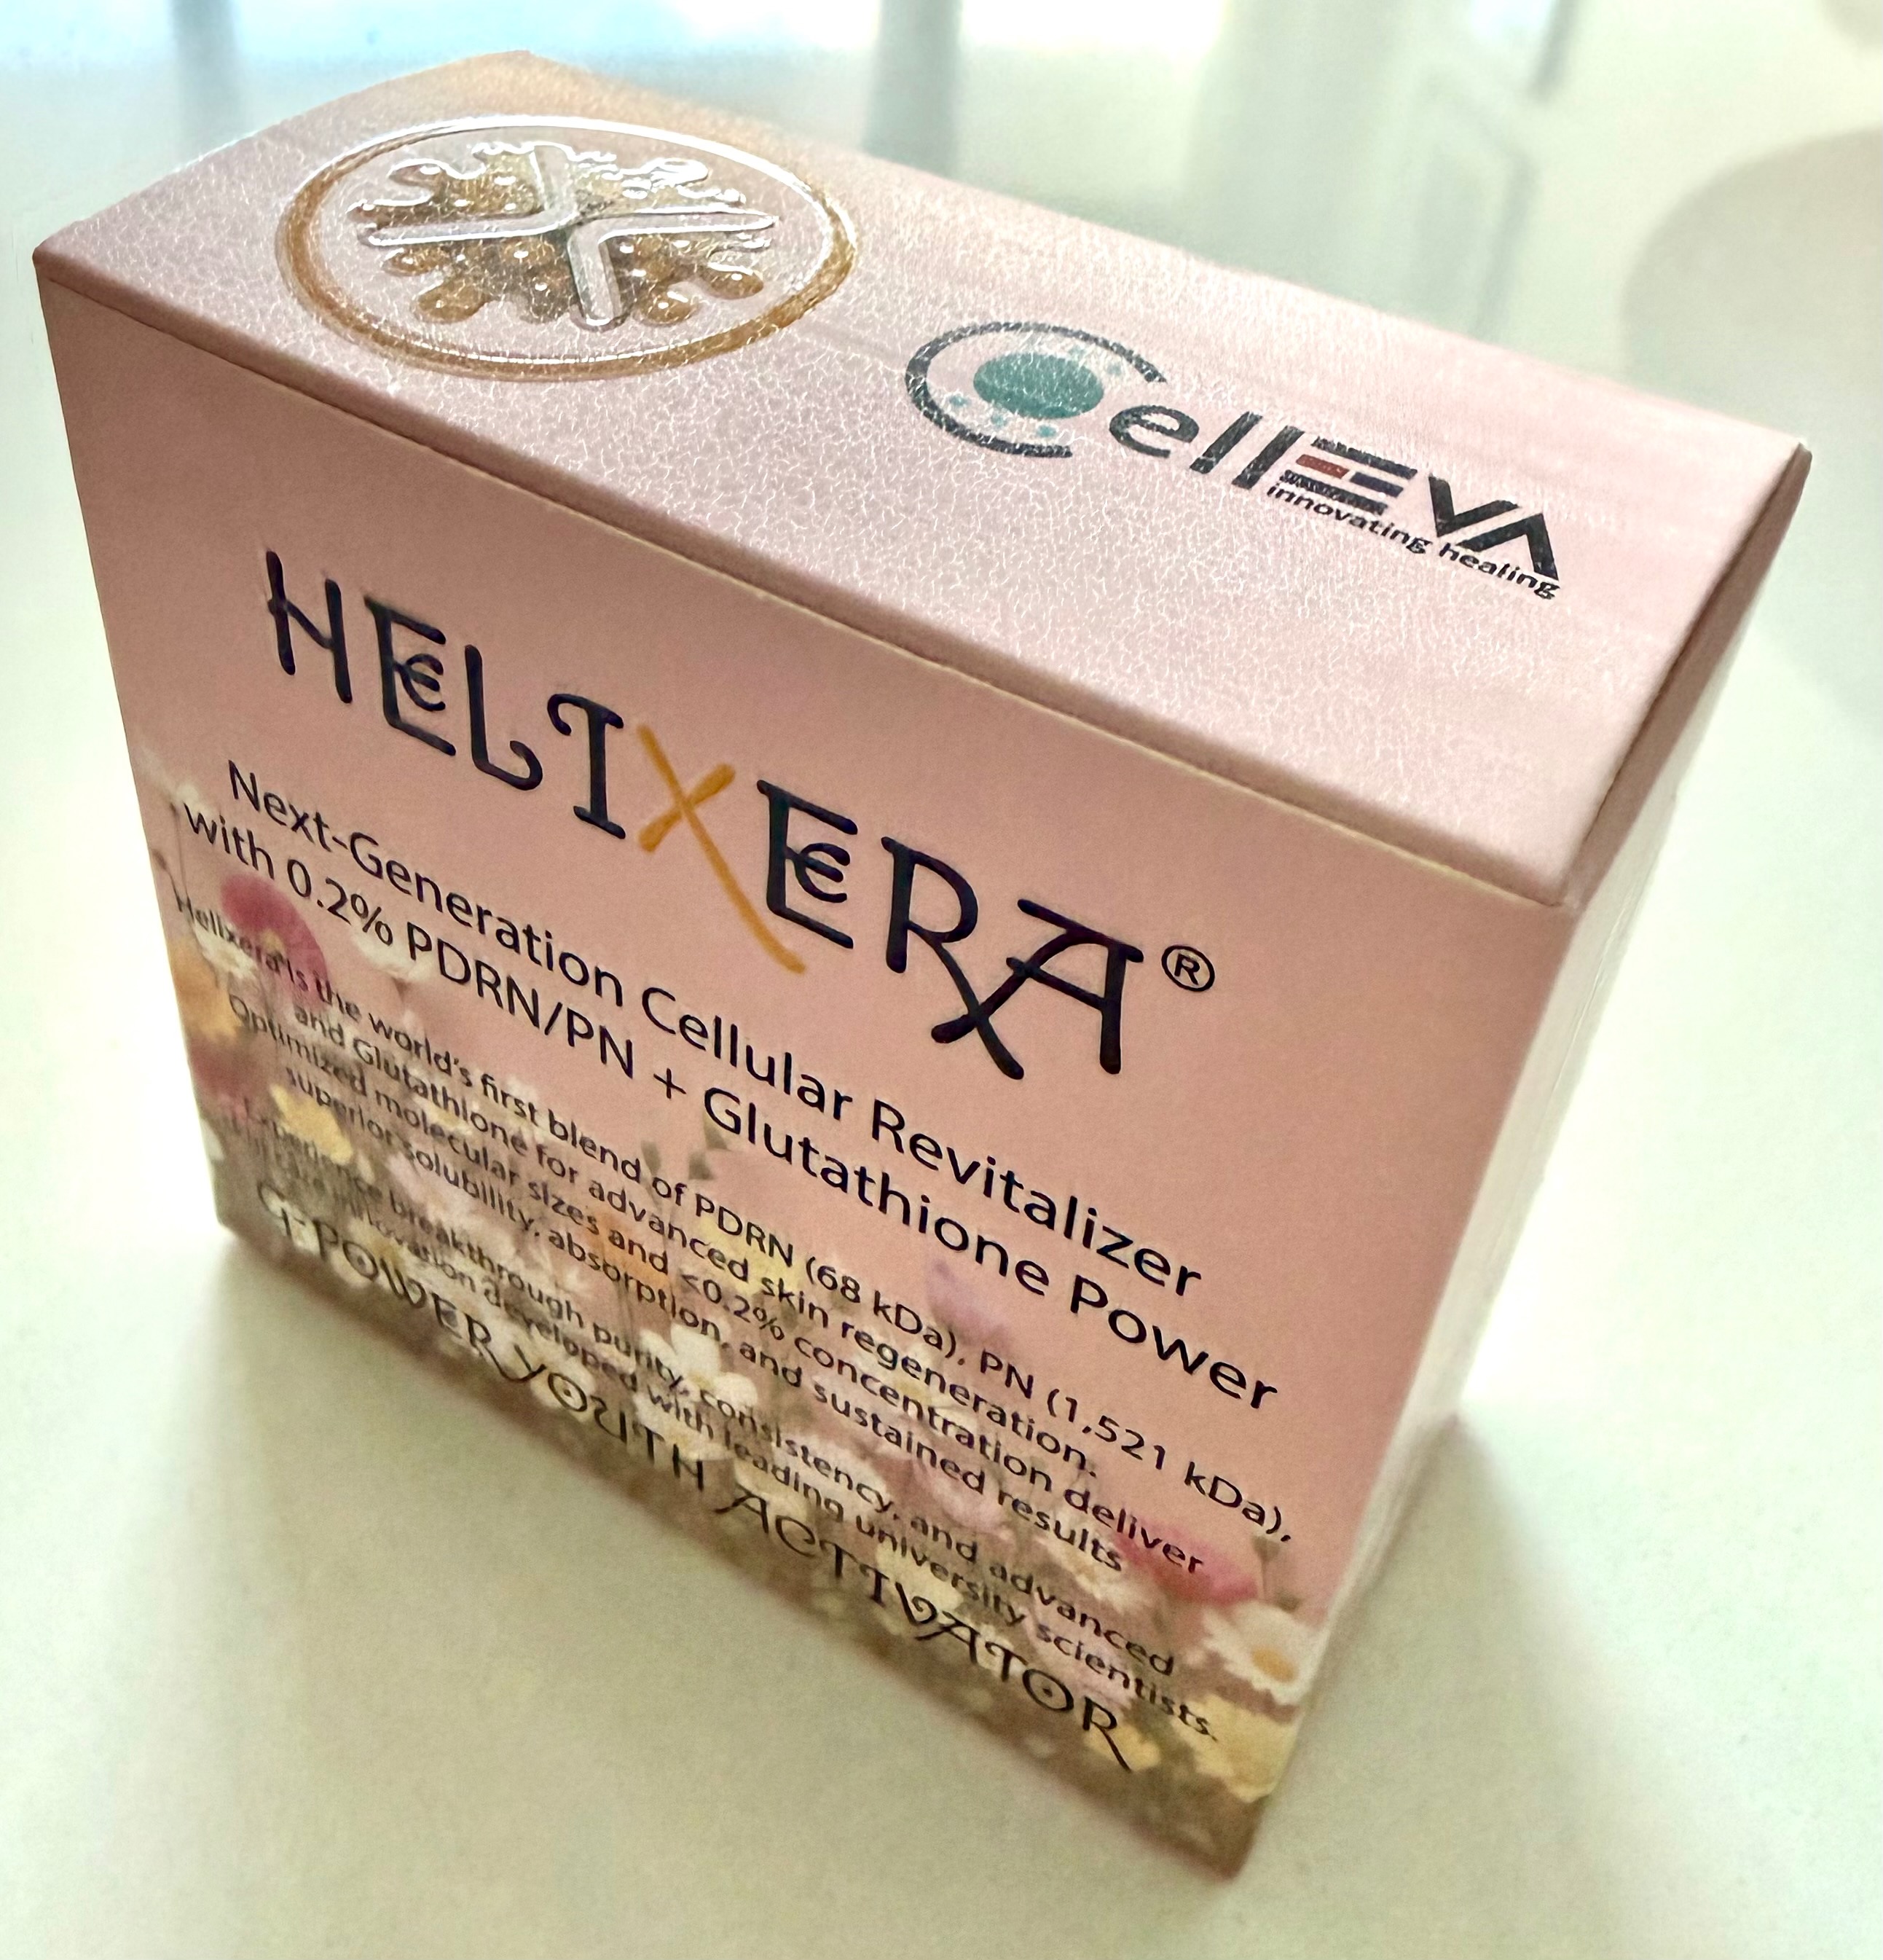 CellEVA
innovating healing
HELIXERA®
Next-Generation Cellular Revitalizer
with 0.2% PDRN/PN + Glutathione Power
Helixera is the world's first blend of PDRN (68 kDa), PN (1,521 kDa),
and Glutathione for advanced skin regeneration.
Optimized molecular sizes and ≤0.2% concentration deliver
superior solubility, absorption, and sustained results
Experience breakthrough purity, consistency, and advanced
skincare innovation developed with leading university scientists.
G-POWER YOUTH ACTIVATOR